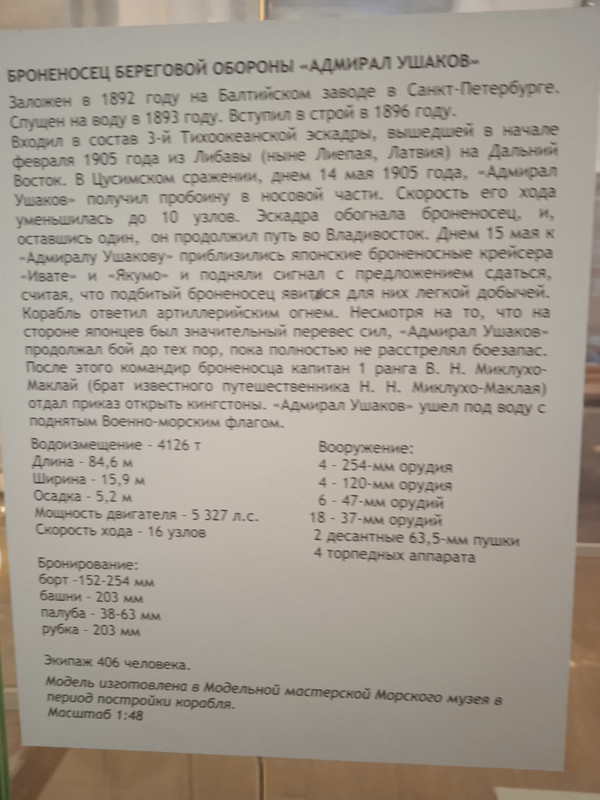 БРОНЕНОСЕЦ БЕРЕГОВОЙ ОБОРОНЫ «АДМИРАЛ УШАКОВ»
Заложен в 1892 году на Балтийском заводе в Санкт-Петербурге.
Спущен на воду в 1893 году. Вступил в строй в 1896 году.
Входил в состав 3-й Тихоокеанской эскадры, вышедшей в начале
февраля 1905 года из Либавы (ныне Лиепая, Латвия) на Дальний
Восток. В Цусимском сражении, днем 14 мая 1905 года, «Адмирал
Ушаков» получил пробоину в носовой части. Скорость его хода
уменьшилась до 10 узлов. Эскадра обогнала броненосец, и,
оставшись один, он продолжил путь во Владивосток. Днем 15 мая к
«Адмиралу Ушакову» приблизились японские броненосные крейсера
«Ивате» и «Якумо» и подняли сигнал с предложением сдаться,
считая, что подбитый броненосец явится для них легкой добычей.
Корабль ответил артиллерийским огнем. Несмотря на то, что на
стороне японцев был значительный перевес сил, «Адмирал Ушаков»
продолжал бой до тех пор, пока полностью не расстрелял боезапас.
После этого командир броненосца капитан 1 ранга В. Н. Миклухо-
Маклай (брат известного путешественника Н. Н. Миклухо-Маклая)
отдал приказ открыть кингстоны. «Адмирал Ушаков» ушел под воду с
поднятым Военно-морским флагом.
Водоизмещение - 4126 т
Длина - 84,6 м
Ширина - 15,9 м
Осадка - 5,2 м
Мощность двигателя - 5 327 л.с.
Скорость хода - 16 узлов
Бронирование:
борт -152-254 мм
башни - 203 мм
палуба - 38-63 мм
рубка - 203 мм
Вооружение:
4 - 254-мм орудия
4 - 120-мм орудия
6 - 47-мм орудий
18 - 37-мм орудий
2 десантные 63,5-мм пушки
4 торпедных аппарата
Экипаж 406 человека.
Модель изготовлена в Модельной мастерской Морского музея в
период постройки корабля.
Масштаб 1:48